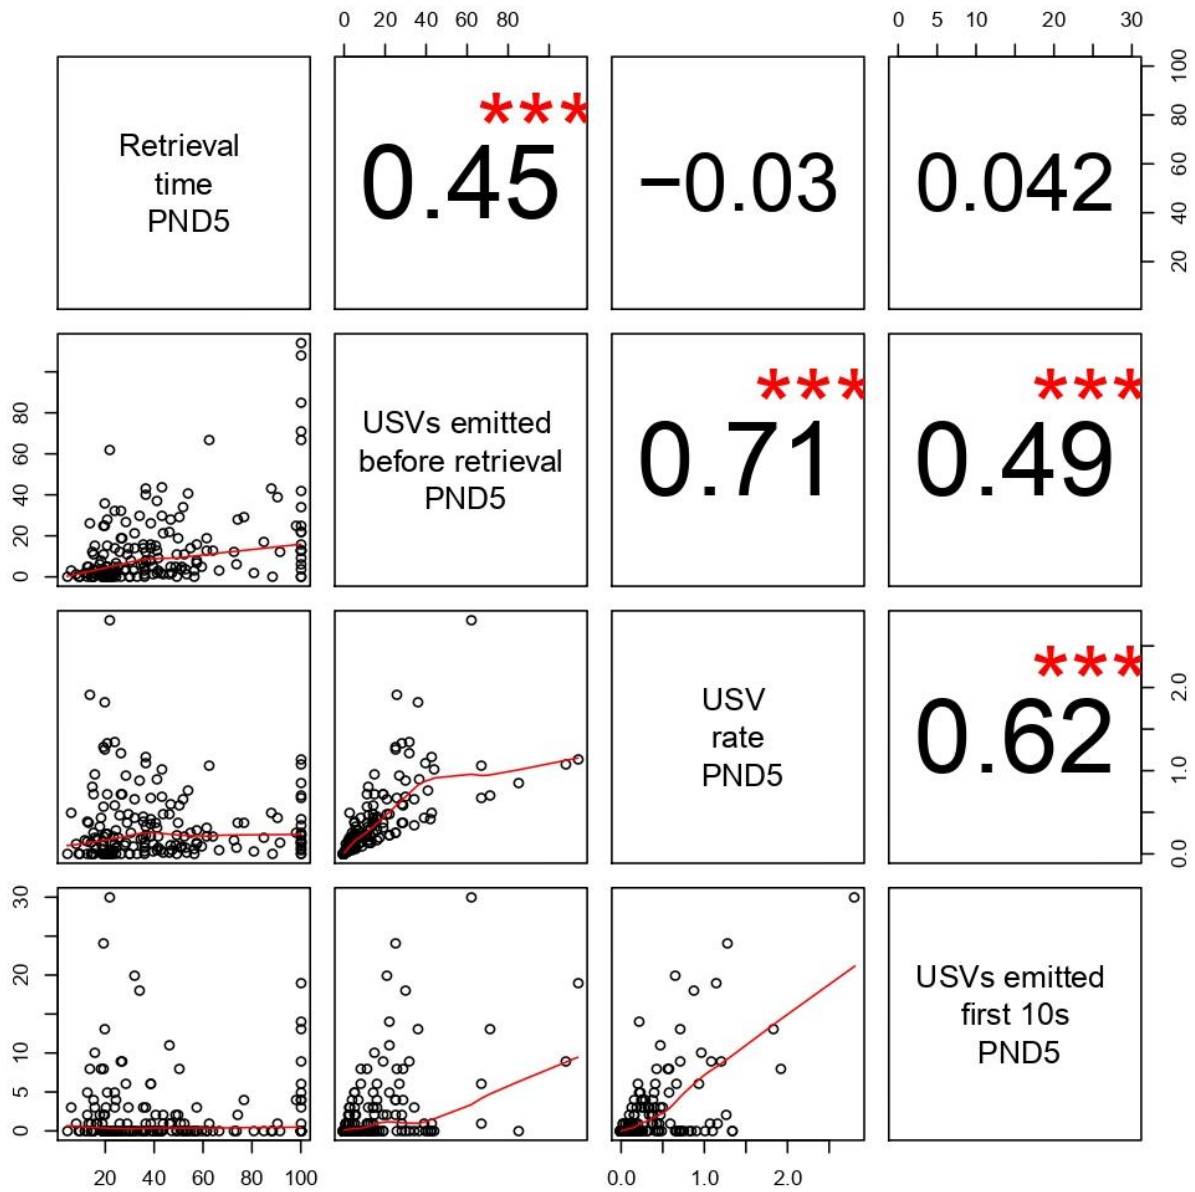 0 20 40 60 80
0 5 10 20 30
Retrieval
time
PND5
***
0.45
−0.03
0.042
100
80
60
40
20
80
60
40
20
0
USVs emitted
before retrieval
PND5
***
0.71
***
0.49
USV
rate
PND5
***
0.62
2.0
1.0
0.0
30
20
10
5
0
USVs emitted
first 10s
PND5
20 40 60 80 100
0.0 1.0 2.0